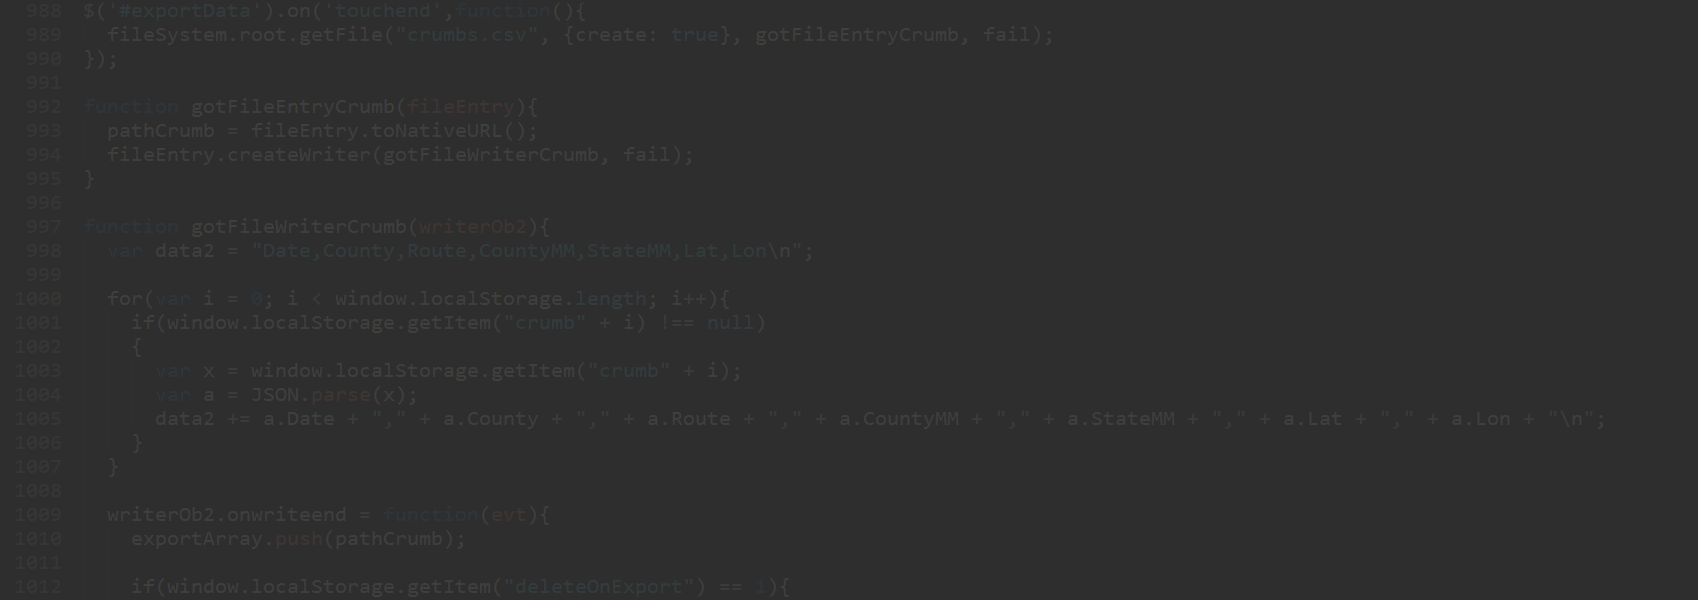 988 $('#exportData').on('touchend',function(){
989 fileSystem.root.getFile("crumbs.csv", {create: true}, gotFileEntryCrumb, fail);
990 });
991
992 function gotFileEntryCrumb(fileEntry){
993 pathCrumb = fileEntry.toNativeURL();
994 fileEntry.createWriter(gotFileWriterCrumb, fail);
995 }
996
997 function gotFileWriterCrumb(writerOb2){
998 var data2 = "Date,County,Route,CountyMM,StateMM,Lat,Lon\n";
999
1000 for(var i = 0; i < window.localStorage.length; i++){
1001 if(window.localStorage.getItem("crumb" + i) !== null)
1002 {
1003 var x = window.localStorage.getItem("crumb" + i);
1004 var a = JSON.parse(x);
1005 data2 += a.Date + "," + a.County + "," + a.Route + "," + a.CountyMM + "," + a.StateMM + "," + a.Lat + "," + a.Lon + "\n";
1006 }
1007 }
1008
1009 writerOb2.onwriteend = function(evt){
1010 exportArray.push(pathCrumb);
1011
1012 if(window.localStorage.getItem("deleteOnExport") == 1){